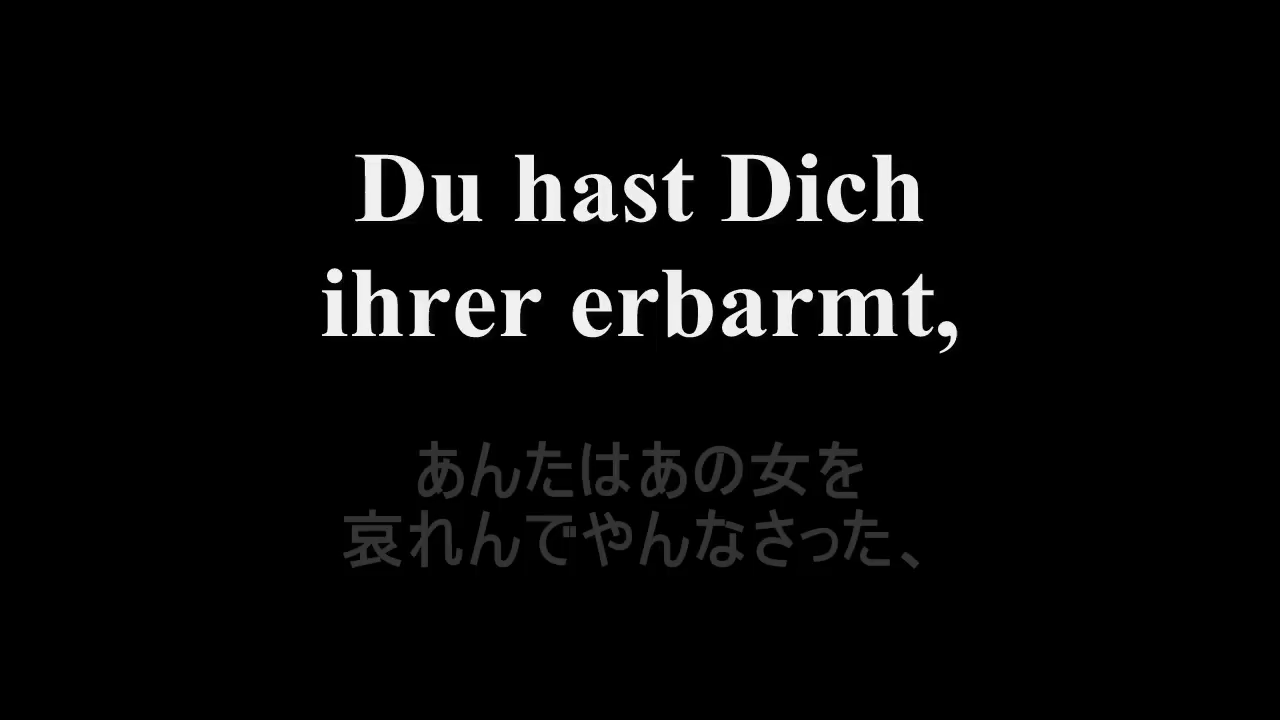 Du hast Dich
ihrer erbarmt,
あんたはあの女を
哀れんでやんなさった、